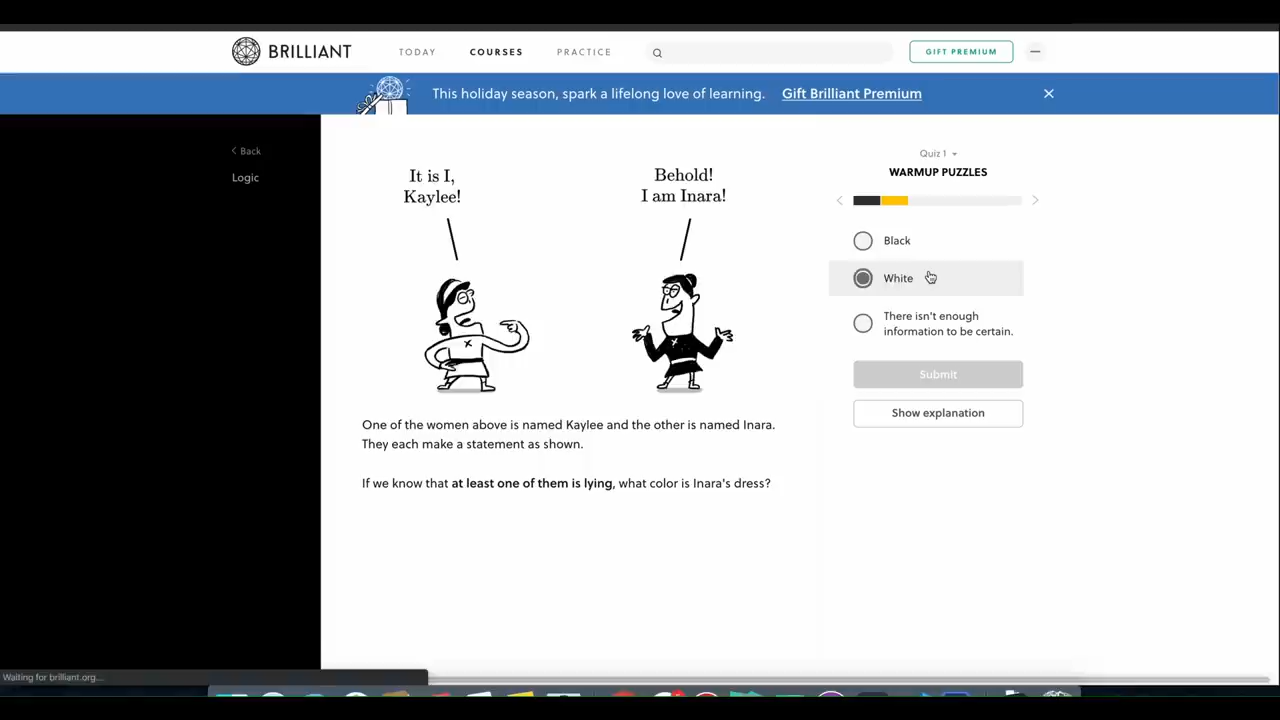 BRILLIANT
TODAY
COURSES
PRACTICE
GIFT PREMIUM
This holiday season, spark a lifelong love of learning. Gift Brilliant Premium
Back
Logic
It is I,
Kaylee!
Behold!
I am Inara!
One of the women above is named Kaylee and the other is named Inara.
They each make a statement as shown.
If we know that at least one of them is lying, what color is Inara's dress?
Quiz 1
WARMUP PUZZLES
Black
White
There isn't enough
information to be certain.
Submit
Show explanation
Waiting for brilliant.org...